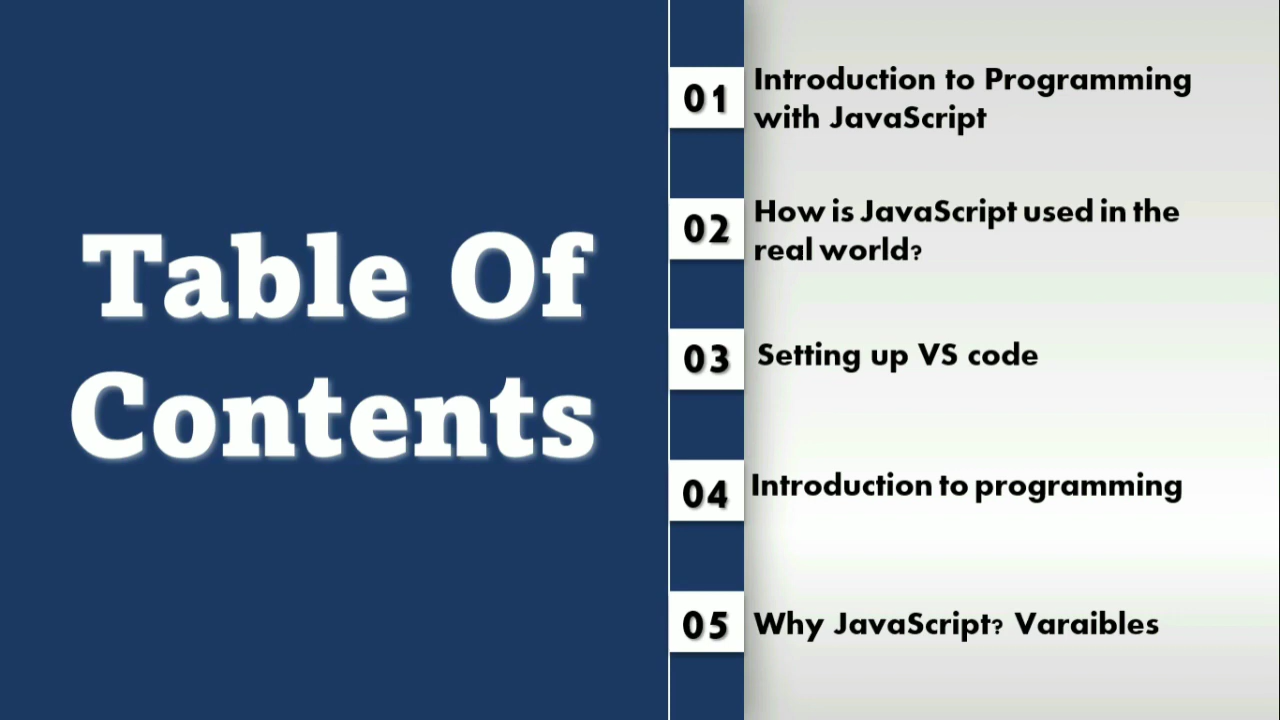 Table Of
Contents
01
Introduction to Programming
with JavaScript
02
How is JavaScript used in the
real world?
03
Setting up VS code
04
Introduction to programming
05
Why JavaScript? Varaibles